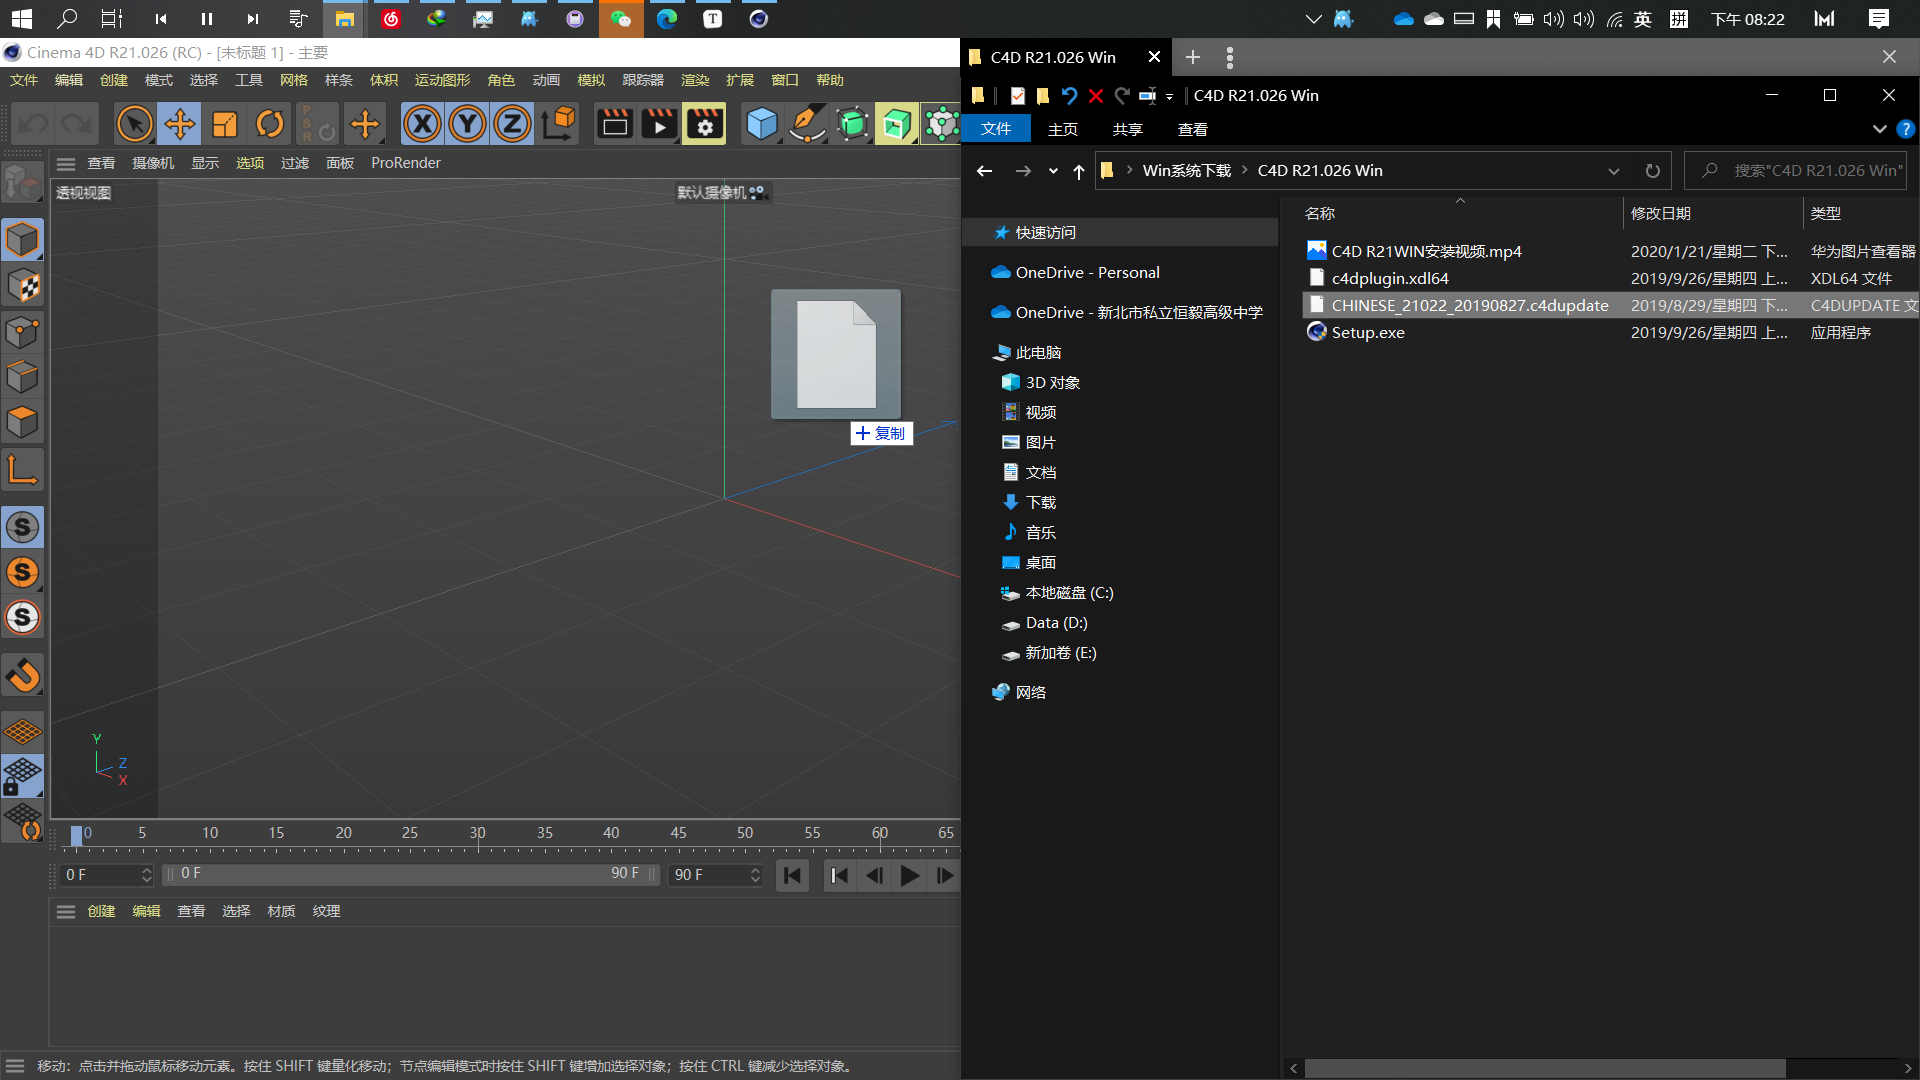 英
拼
下午 08:22
Cinema 4D R21.026 (RC) - [未标题 1] - 主要
文件 编辑 创建 模式 选择 工具 网格 样条 体积 运动图形 角色 动画 模拟 跟踪器 渲染 扩展 窗口 帮助
P
S
R
X Y Z
查看 摄像机 显示 选项 过滤 面板 ProRender
透视视图
默认摄像机
复制
S
S
S
Y
Z
X
0 5 10 15 20 25 30 35 40 45 50 55 60 65
0 F
0 F
90 F
90 F
创建 编辑 查看 选择 材质 纹理
移动：点击并拖动鼠标移动元素。按住 SHIFT 键量化移动；节点编辑模式时按住 SHIFT 键增加选择对象；按住 CTRL 键减少选择对象。
C4D R21.026 Win
C4D R21.026 Win
文件 主页 共享 查看
Win系统下载 C4D R21.026 Win
搜索"C4D R21.026 Win"
快速访问
OneDrive - Personal
OneDrive - 新北市私立恒毅高级中学
此电脑
3D 对象
视频
图片
文档
下载
音乐
桌面
本地磁盘 (C:)
Data (D:)
新加卷 (E:)
网络
名称 修改日期 类型
C4D R21WIN安装视频.mp4 2020/1/21/星期二 下... 华为图片查看器
c4dplugin.xdl64 2019/9/26/星期四 上... XDL64 文件
CHINESE_21022_20190827.c4dupdate 2019/8/29/星期四 下... C4DUPDATE 文
Setup.exe 2019/9/26/星期四 上... 应用程序